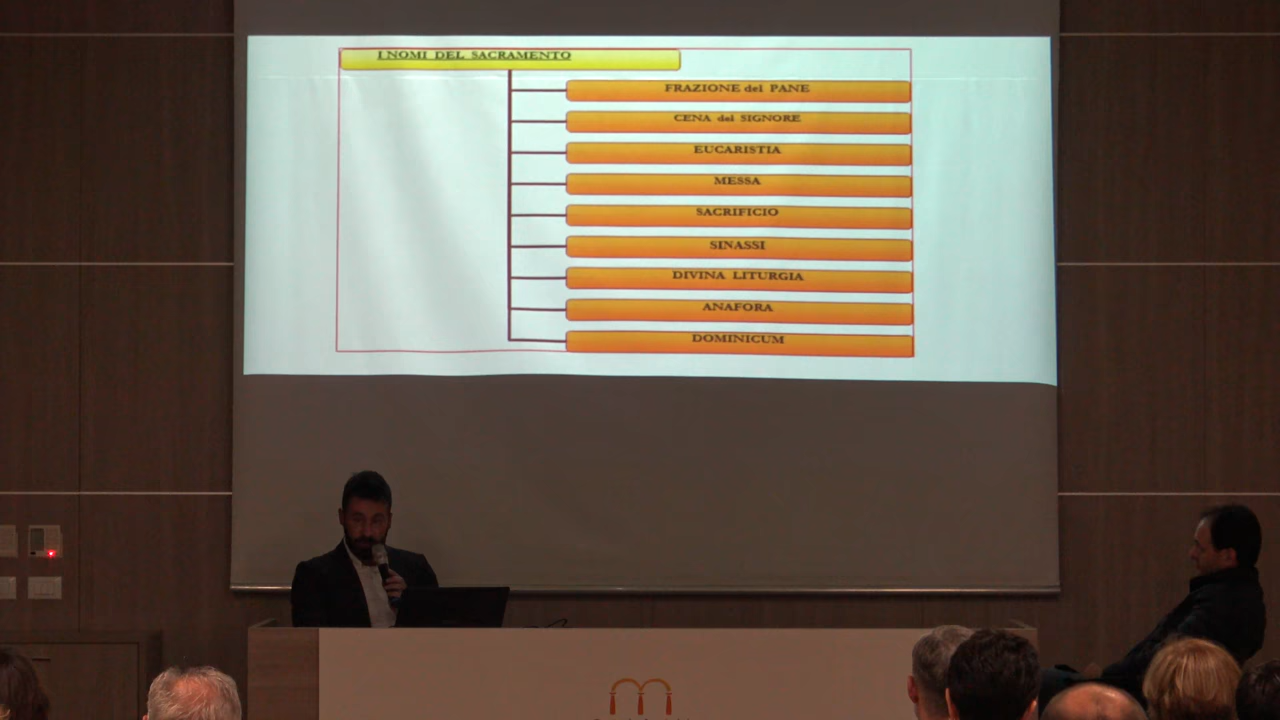 I NOMI DEL SACRAMENTO
FRAZIONE del PANE
CENA del SIGNORE
EUCARISTIA
MESSA
SACRIFICIO
SINASSI
DIVINA LITURGIA
ANAFORA
DOMINICUM